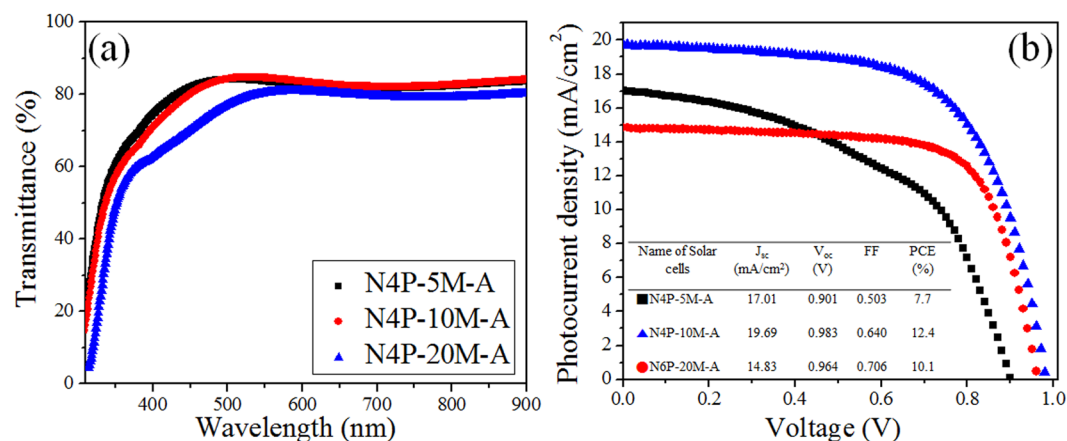 (a)
Transmittance (%)
100
80
60
40
20
0
400
500
600
700
800
900
Wavelength (nm)
N4P-5M-A
N4P-10M-A
N4P-20M-A
(b)
Photocurrent density (mA/cm²)
20
18
16
14
12
10
8
6
4
2
0
0.0
0.2
0.4
0.6
0.8
1.0
Voltage (V)
Name of Solar cells Jsc (mA/cm²) Voc (V) FF PCE (%)
N4P-5M-A 17.01 0.901 0.503 7.7
N4P-10M-A 19.69 0.983 0.640 12.4
N6P-20M-A 14.83 0.964 0.706 10.1